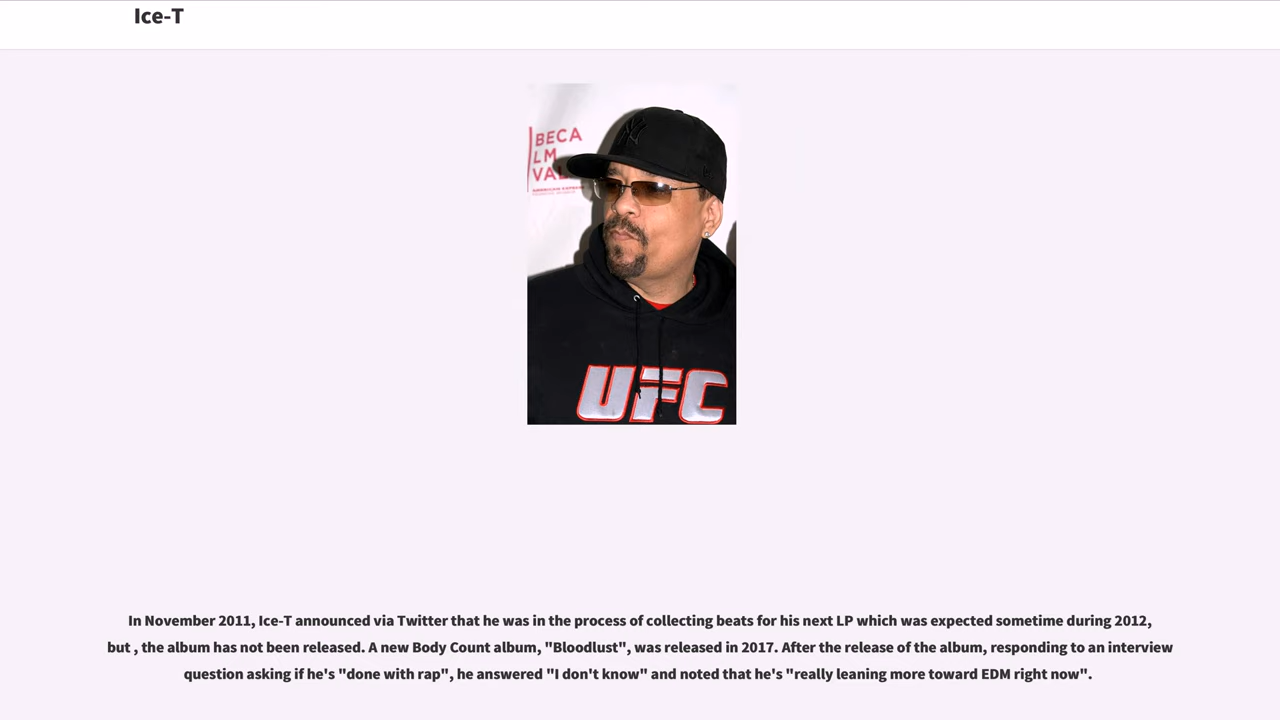 Ice-T
BECA
LM
VAL
AMERICAN EXPRESS
UFC
In November 2011, Ice-T announced via Twitter that he was in the process of collecting beats for his next LP which was expected sometime during 2012,
but , the album has not been released. A new Body Count album, "Bloodlust", was released in 2017. After the release of the album, responding to an interview
question asking if he's "done with rap", he answered "I don't know" and noted that he's "really leaning more toward EDM right now".